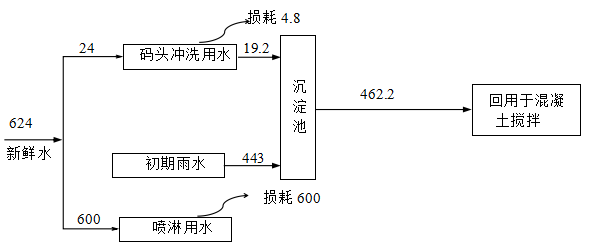 损耗 4.8
24
码头冲洗用水
19.2
沉淀池
462.2
回用于混凝
土搅拌
624
新鲜水
初期雨水
443
损耗 600
600
喷淋用水